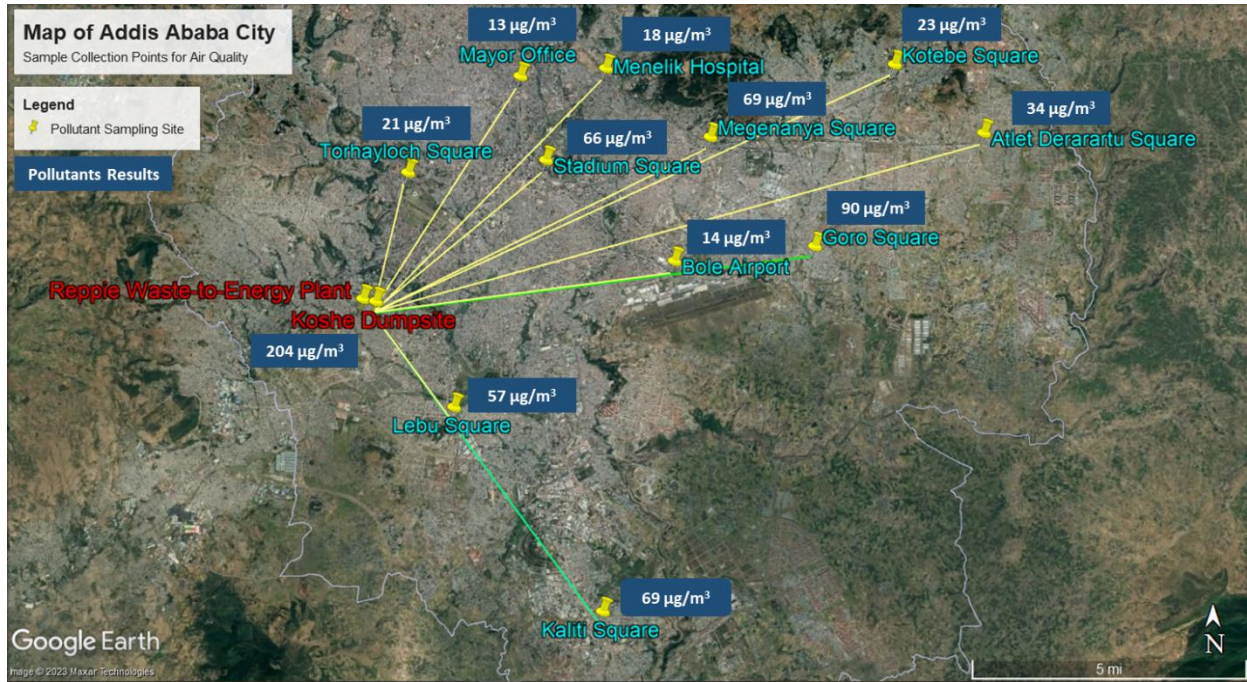 Map of Addis Ababa City
Sample Collection Points for Air Quality
Legend
Pollutant Sampling Site
Pollutants Results
13 µg/m³
Mayor Office
18 µg/m³
Menelik Hospital
23 µg/m³
Kotebe Square
21 µg/m³
Torhayloch Square
66 µg/m³
Stadium Square
69 µg/m³
Megenanya Square
34 µg/m³
Atlet Derarartu Square
90 µg/m³
Goro Square
14 µg/m³
Bole Airport
Reppie Waste-to-Energy Plant
Koshe Dumpsite
204 µg/m³
57 µg/m³
Lebu Square
69 µg/m³
Kaliti Square
Google Earth
Image © 2023 Maxar Technologies
N
5 mi